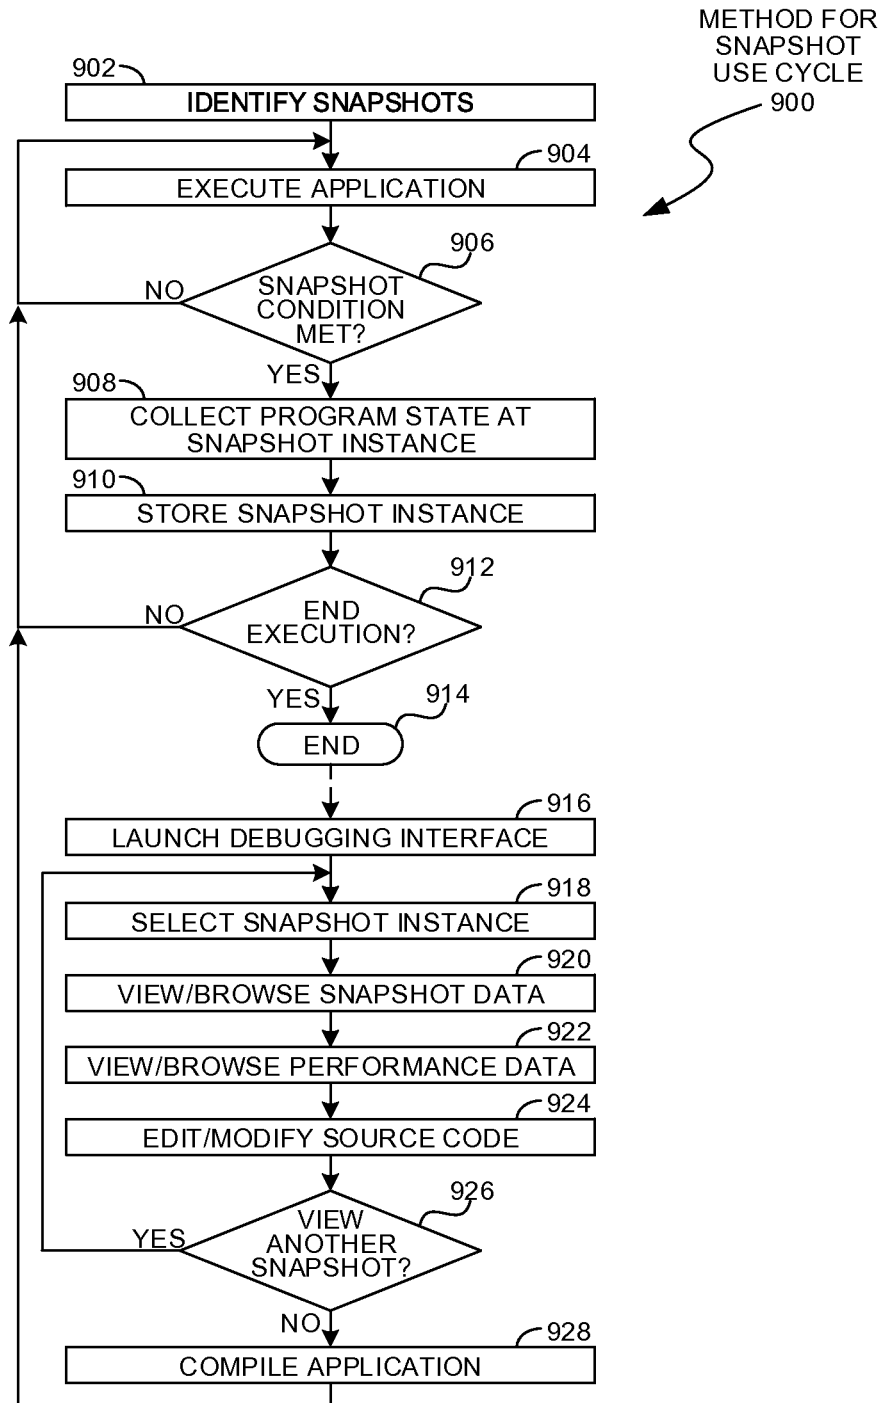 METHOD FOR
SNAPSHOT
USE CYCLE
900
902
IDENTIFY SNAPSHOTS
904
EXECUTE APPLICATION
906
SNAPSHOT
CONDITION
MET?
NO
YES
908
COLLECT PROGRAM STATE AT
SNAPSHOT INSTANCE
910
STORE SNAPSHOT INSTANCE
912
END
EXECUTION?
NO
YES
914
END
916
LAUNCH DEBUGGING INTERFACE
918
SELECT SNAPSHOT INSTANCE
920
VIEW/BROWSE SNAPSHOT DATA
922
VIEW/BROWSE PERFORMANCE DATA
924
EDIT/MODIFY SOURCE CODE
926
VIEW
ANOTHER
SNAPSHOT?
YES
NO
928
COMPILE APPLICATION